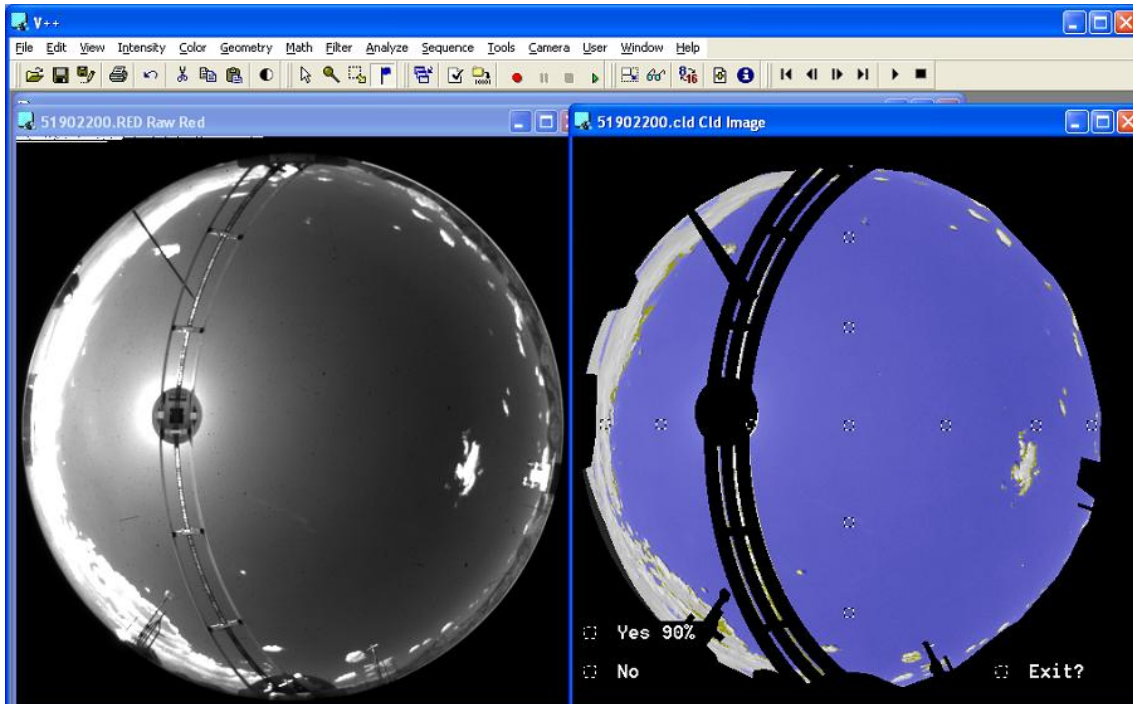 V++
File Edit View Intensity Color Geometry Math Filter Analyze Sequence Tools Camera User Window Help
51902200.RED Raw Red
51902200.cld Cld Image
Yes 90%
No
Exit?